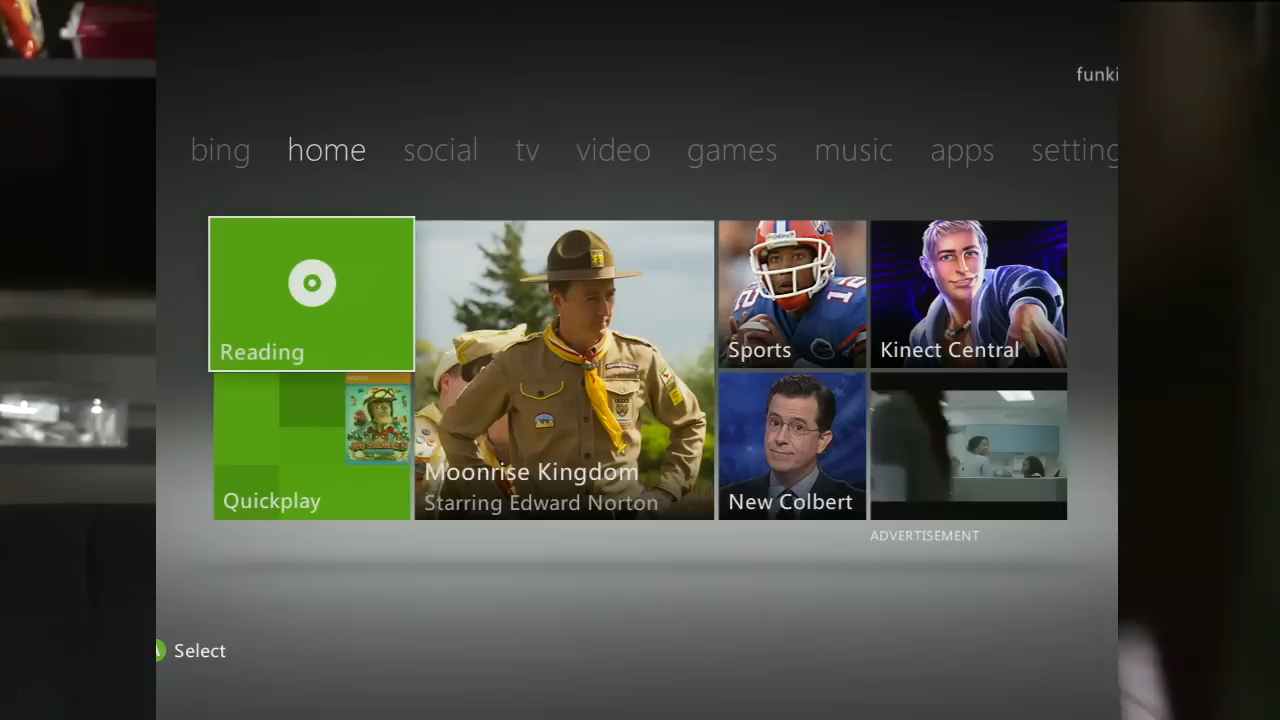 funki
bing home social tv video games music apps setting
Reading
Quickplay
Moonrise Kingdom
Starring Edward Norton
Sports
Kinect Central
12
New Colbert
ADVERTISEMENT
A Select